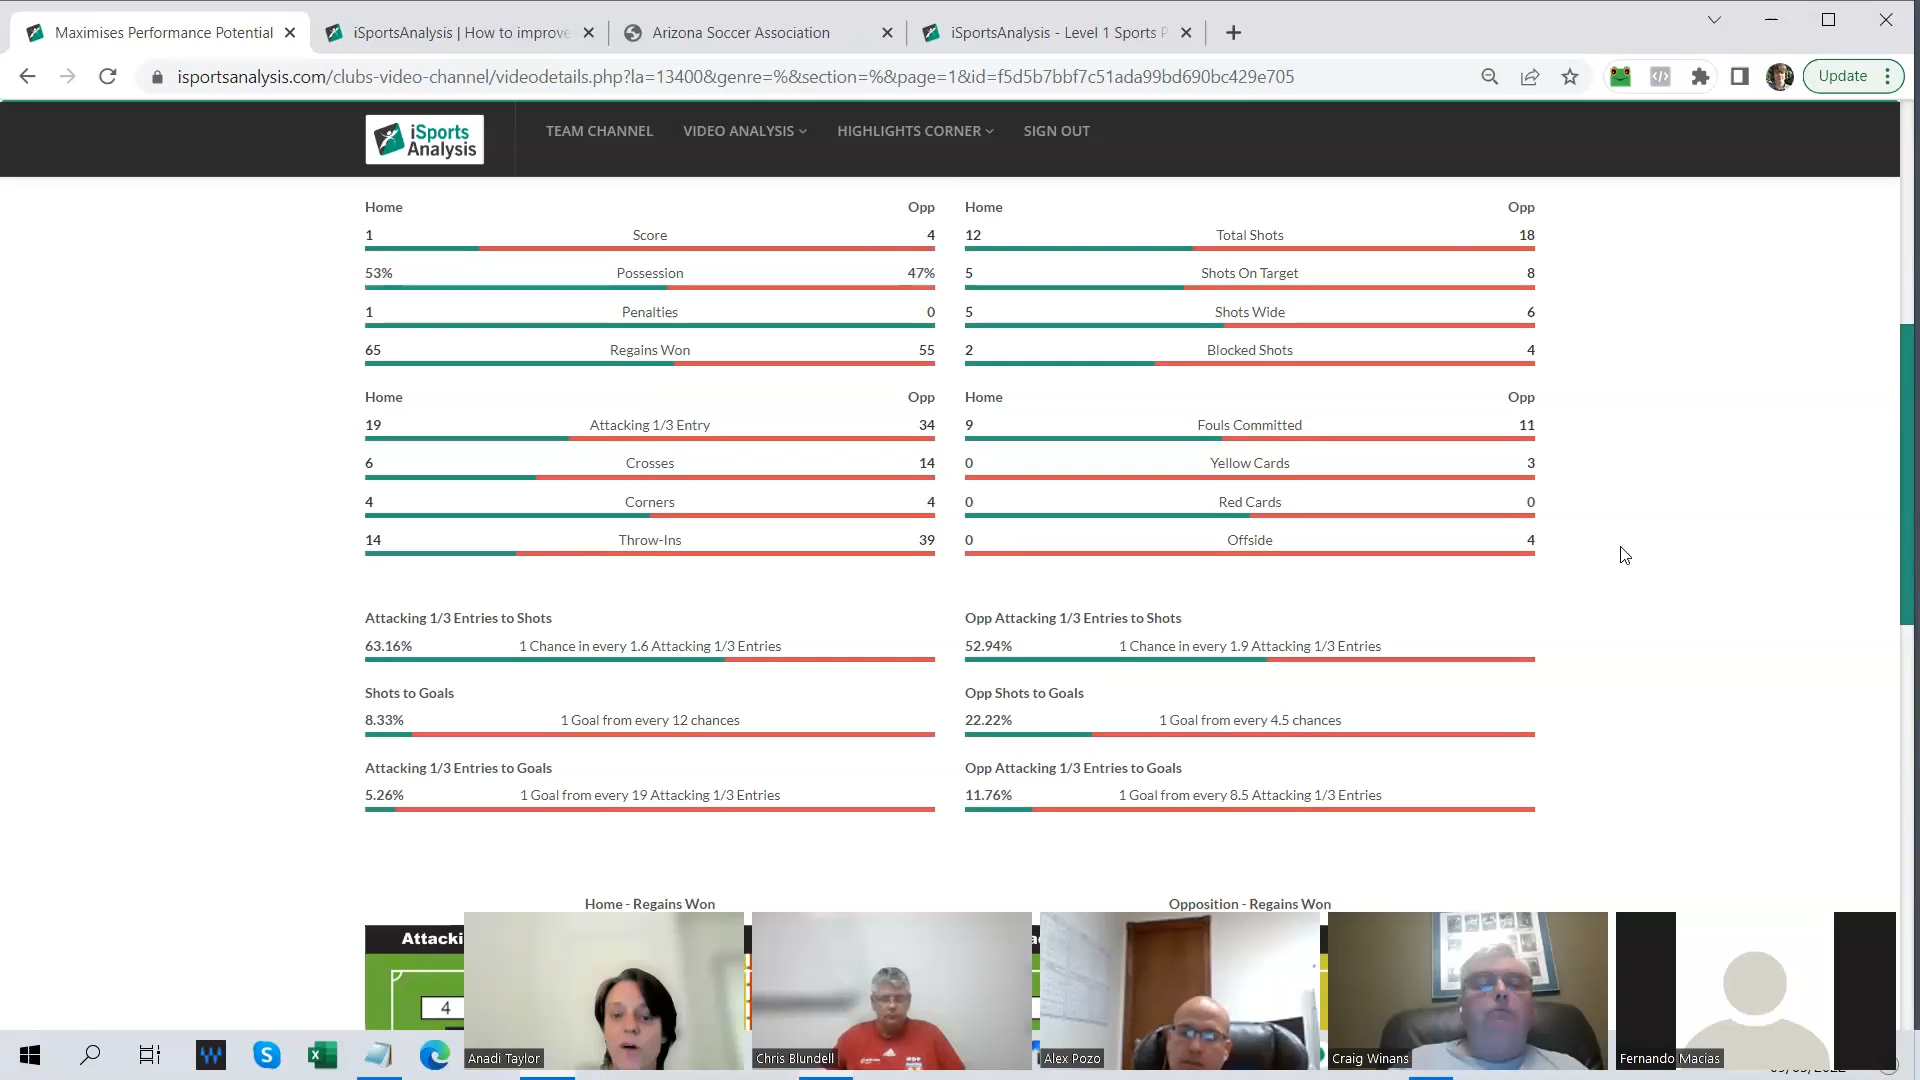 Maximises Performance Potential
iSportsAnalysis | How to improve
Arizona Soccer Association
iSportsAnalysis - Level 1 Sports P
isportsanalysis.com/clubs-video-channel/videodetails.php?la=13400&genre=%&section=%&page=1&id=f5d5b7bbf7c51ada99bd690bc429e705
Update
iSports
Analysis
TEAM CHANNEL VIDEO ANALYSIS HIGHLIGHTS CORNER SIGN OUT
Home Opp
1 Score 4
53% Possession 47%
1 Penalties 0
65 Regains Won 55
Home Opp
12 Total Shots 18
5 Shots On Target 8
5 Shots Wide 6
2 Blocked Shots 4
Home Opp
19 Attacking 1/3 Entry 34
6 Crosses 14
4 Corners 4
14 Throw-Ins 39
Home Opp
9 Fouls Committed 11
0 Yellow Cards 3
0 Red Cards 0
0 Offside 4
Attacking 1/3 Entries to Shots
63.16% 1 Chance in every 1.6 Attacking 1/3 Entries
Shots to Goals
8.33% 1 Goal from every 12 chances
Attacking 1/3 Entries to Goals
5.26% 1 Goal from every 19 Attacking 1/3 Entries
Opp Attacking 1/3 Entries to Shots
52.94% 1 Chance in every 1.9 Attacking 1/3 Entries
Opp Shots to Goals
22.22% 1 Goal from every 4.5 chances
Opp Attacking 1/3 Entries to Goals
11.76% 1 Goal from every 8.5 Attacking 1/3 Entries
Home - Regains Won
Opposition - Regains Won
Attacki
4
Anadi Taylor
Chris Blundell
Alex Pozo
Craig Winans
Fernando Macias